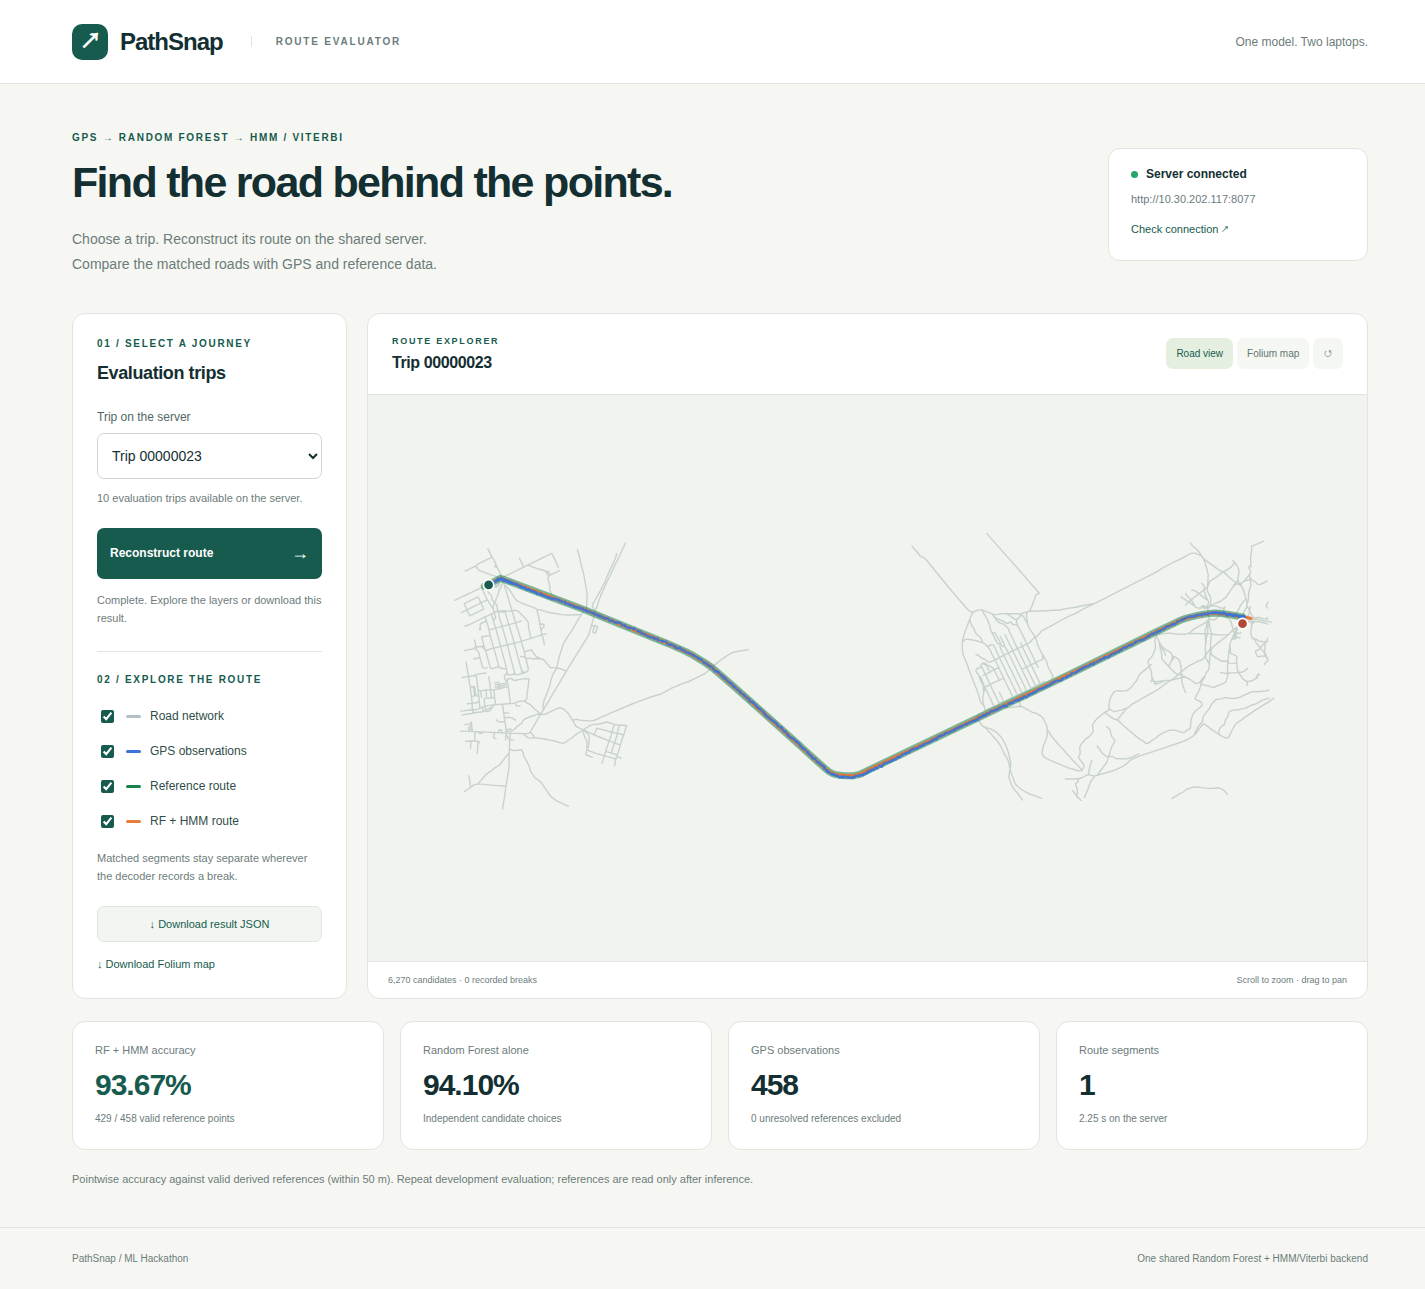 PathSnap
ROUTE EVALUATOR
One model. Two laptops.
GPS → RANDOM FOREST → HMM / VITERBI
Find the road behind the points.
Choose a trip. Reconstruct its route on the shared server.
Compare the matched roads with GPS and reference data.
Server connected
http://10.30.202.117:8077
Check connection ↗
01 / SELECT A JOURNEY
Evaluation trips
Trip on the server
Trip 00000023
10 evaluation trips available on the server.
Reconstruct route →
Complete. Explore the layers or download this
result.
02 / EXPLORE THE ROUTE
Road network
GPS observations
Reference route
RF + HMM route
Matched segments stay separate wherever
the decoder records a break.
↓ Download result JSON
↓ Download Folium map
ROUTE EXPLORER
Trip 00000023
Road view
Folium map
↺
6,270 candidates · 0 recorded breaks
Scroll to zoom · drag to pan
RF + HMM accuracy
93.67%
429 / 458 valid reference points
Random Forest alone
94.10%
Independent candidate choices
GPS observations
458
0 unresolved references excluded
Route segments
1
2.25 s on the server
Pointwise accuracy against valid derived references (within 50 m). Repeat development evaluation; references are read only after inference.
PathSnap / ML Hackathon
One shared Random Forest + HMM/Viterbi backend